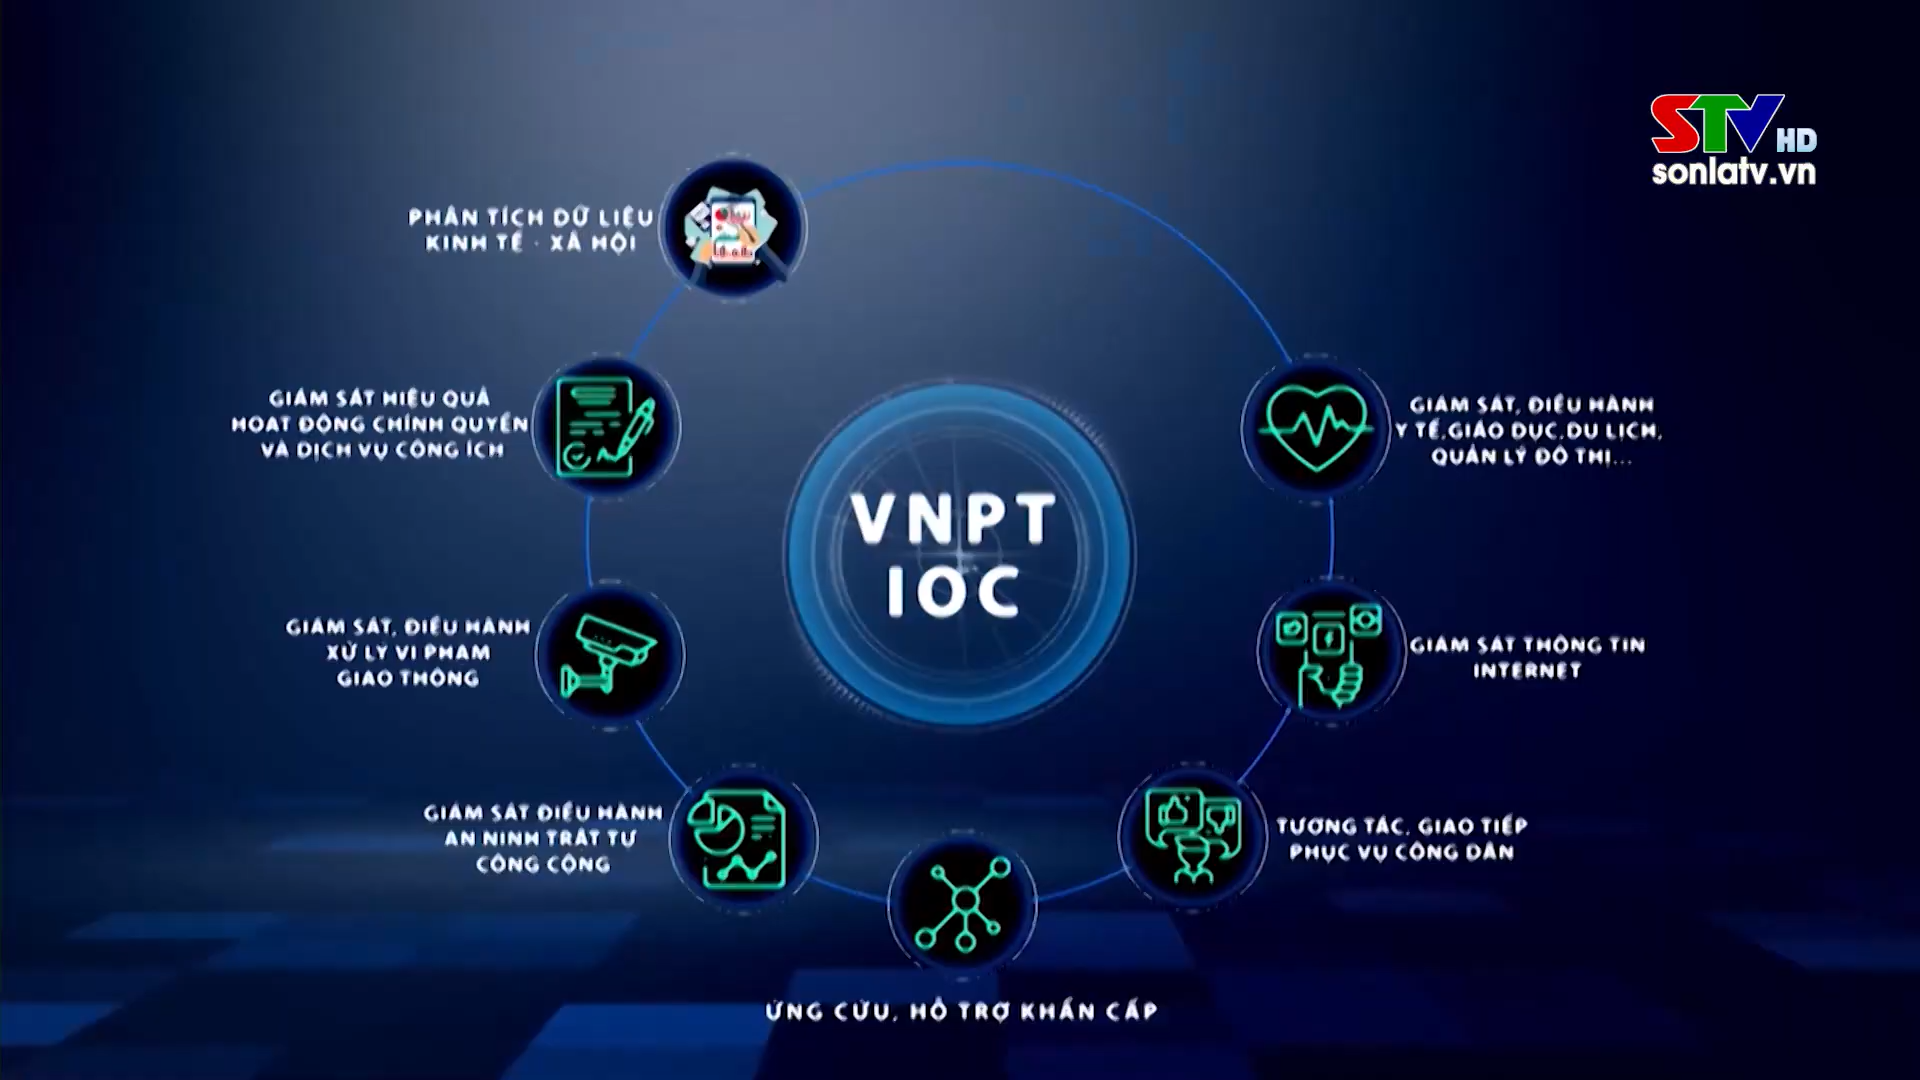 STV HD
sonlatv.vn
PHÂN TÍCH DỮ LIỆU
KINH TẾ - XÃ HỘI
GIÁM SÁT HIỆU QUẢ
HOẠT ĐỘNG CHÍNH QUYỀN
VÀ DỊCH VỤ CÔNG ÍCH
GIÁM SÁT, ĐIỀU HÀNH
XỬ LÝ VI PHẠM
GIAO THÔNG
GIÁM SÁT ĐIỀU HÀNH
AN NINH TRẬT TỰ
CÔNG CỘNG
VNPT
IOC
GIÁM SÁT, ĐIỀU HÀNH
Y TẾ,GIÁO DỤC,DU LỊCH,
QUẢN LÝ ĐÔ THỊ...
GIÁM SÁT THÔNG TIN
INTERNET
TƯƠNG TÁC, GIAO TIẾP
PHỤC VỤ CÔNG DÂN
ỨNG CỨU, HỖ TRỢ KHẨN CẤP